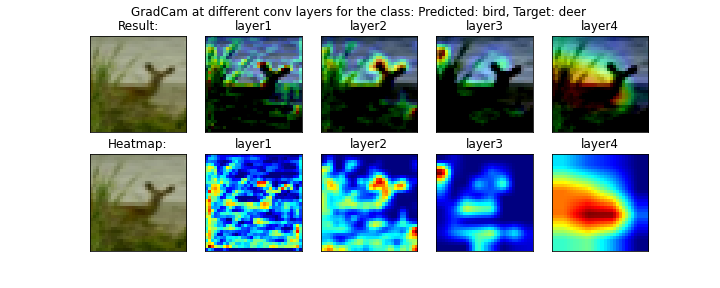 GradCam at different conv layers for the class: Predicted: bird, Target: deer
Result: layer1 layer2 layer3 layer4
Heatmap: layer1 layer2 layer3 layer4